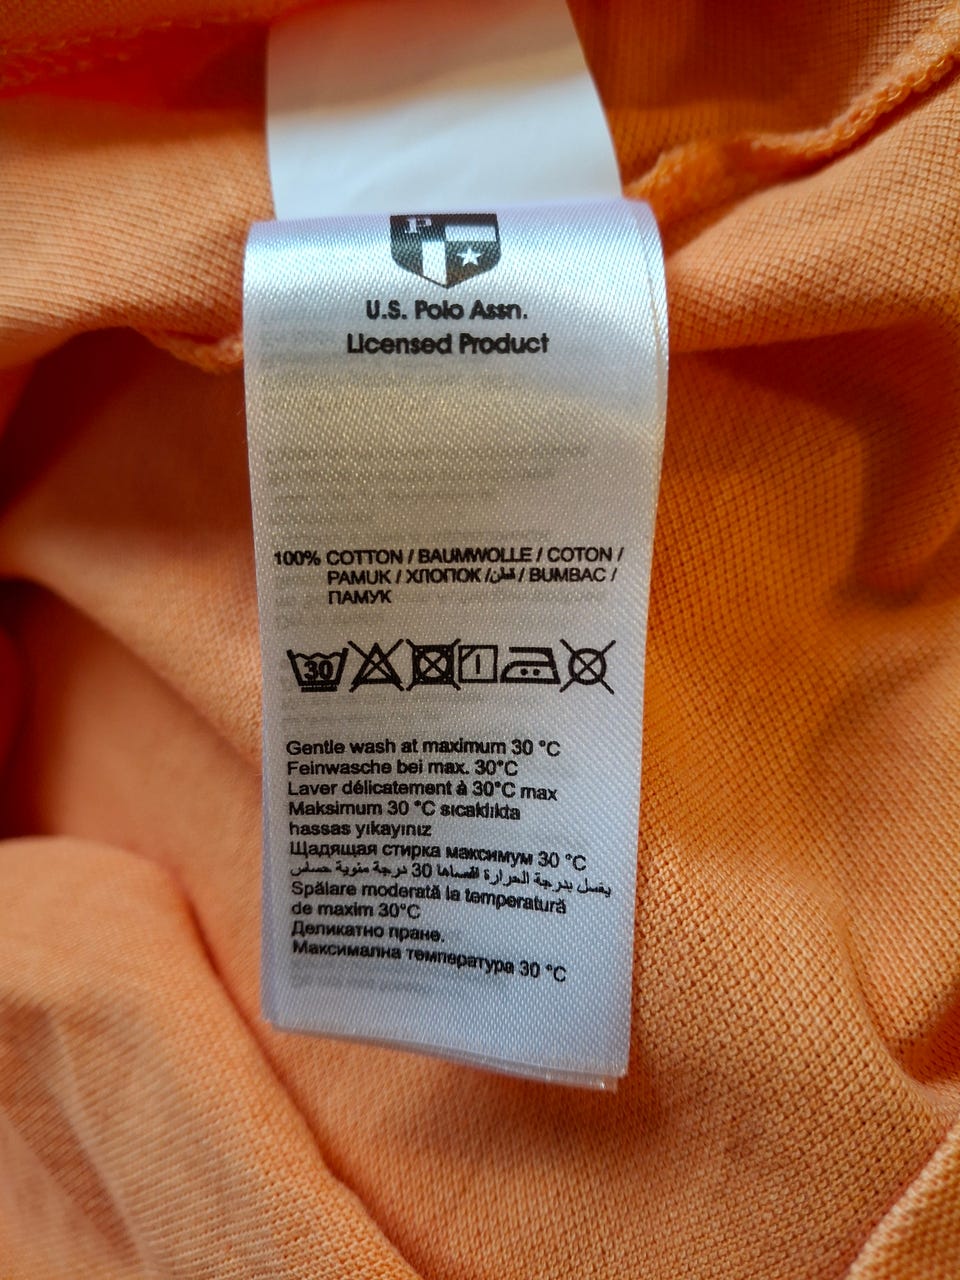 P
U.S. Polo Assn.
Licensed Product
100% COTTON / BAUMWOLLE / COTON /
PAMUK / ХЛОПОК / قطن / BUMBAC /
ПАМУК
30
Gentle wash at maximum 30 °C
Feinwasche bei max. 30°C
Laver délicatement à 30°C max
Maksimum 30 °C sıcaklıkta
hassas yıkayınız
Щадящая стирка максимум 30 °C
يغسل بدرجة الحرارة اقساها 30 درجة مئوية حساس
Spălare moderată la temperatură
de maxim 30°C
Деликатно пране.
Максимална температура 30 °C